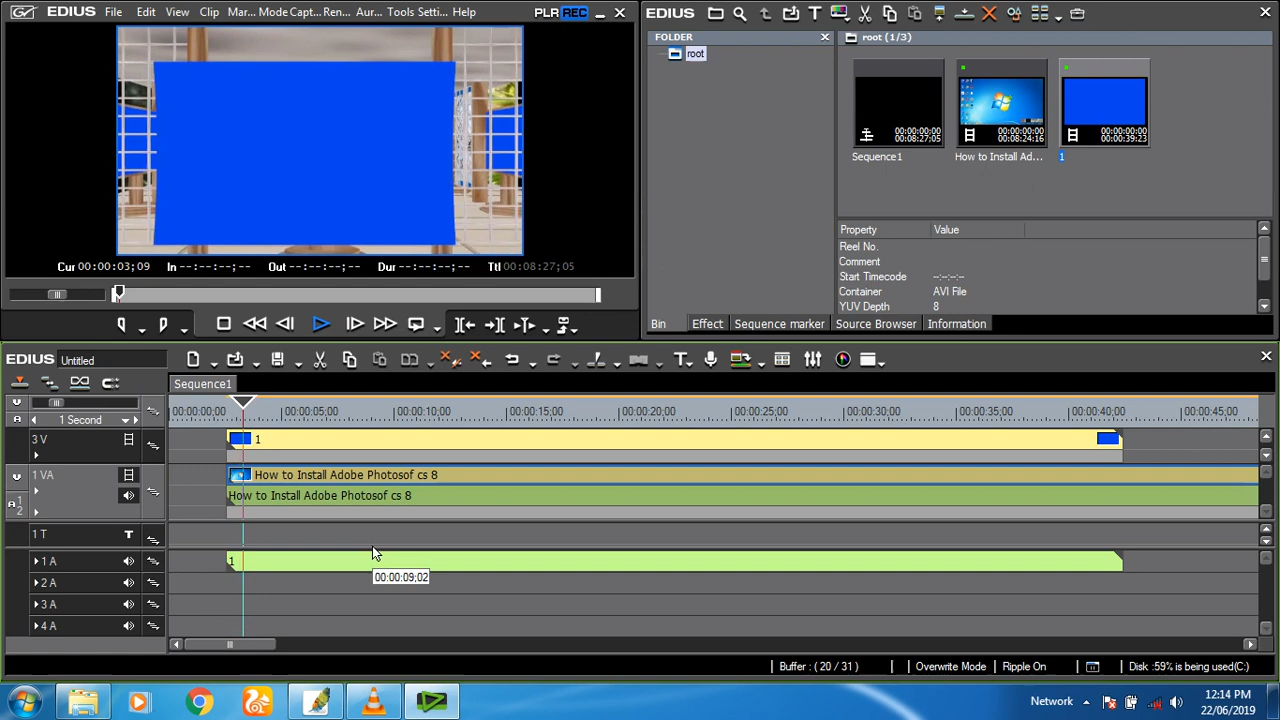 File Edit View Clip Mar... Mode Capt... Ren... Aur... Tools Setti... Help PLR REC
Cur 00:00:03;09 In --:--:--;-- Out --:--:--;-- Dur --:--:--;-- Ttl 00:08:27;05
EDIUS
FOLDER
root
root (1/3)
00:00:00;00
00:08:27;05
Sequence1
00:00:00;00
00:08:24;16
How to Install Ad...
00:00:00;00
00:00:39;23
1
Property Value
Reel No.
Comment
Start Timecode --:--:--;--
Container AVI File
YUV Depth 8
Bin Effect Sequence marker Source Browser Information
EDIUS Untitled
Sequence1
1 Second
00:00:00;00 00:00:05;00 00:00:10;00 00:00:15;00 00:00:20;00 00:00:25;00 00:00:30;00 00:00:35;00 00:00:40;00 00:00:45;00
3 V 1
1 VA How to Install Adobe Photosof cs 8
1
2
How to Install Adobe Photosof cs 8
1 T T
1 A 1
00:00:09;02
2 A
3 A
4 A
Buffer : ( 20 / 31 ) Overwrite Mode Ripple On Disk :59% is being used(C:)
Network
12:14 PM
22/06/2019